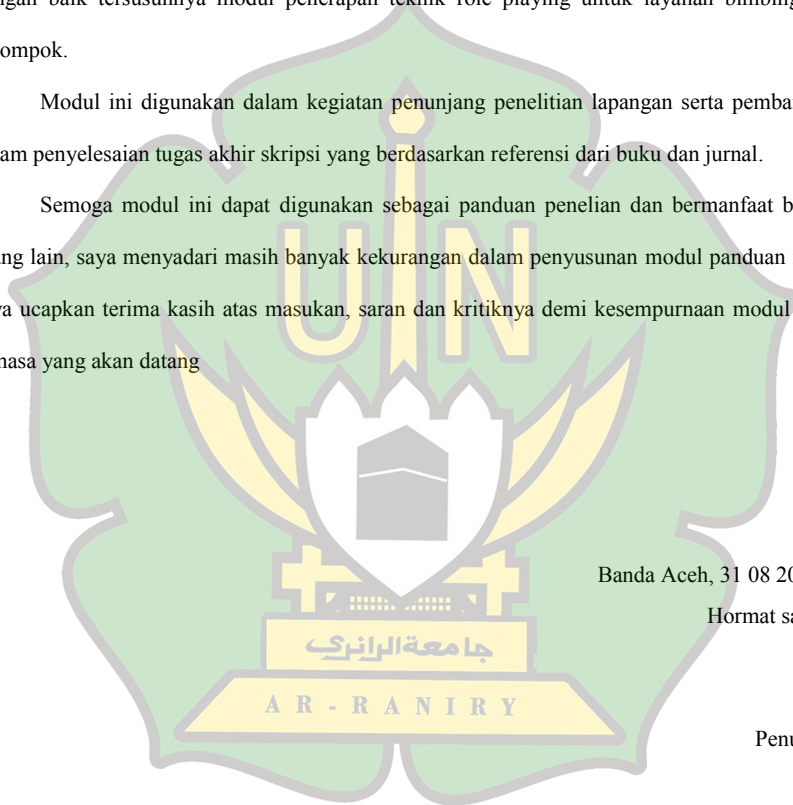 ngan baik tersusunnya modul penerapan teknik role playing untuk layanan bimbing
ompok.
Modul ini digunakan dalam kegiatan penunjang penelitian lapangan serta pemba
am penyelesaian tugas akhir skripsi yang berdasarkan referensi dari buku dan jurnal.
Semoga modul ini dapat digunakan sebagai panduan penelian dan bermanfaat b
ng lain, saya menyadari masih banyak kekurangan dalam penyusunan modul panduan
a ucapkan terima kasih atas masukan, saran dan kritiknya demi kesempurnaan modul
nasa yang akan datang
UIN
Banda Aceh, 31 08 20
Hormat sa
جامعةالرانري
AR-RANIRY
Penu